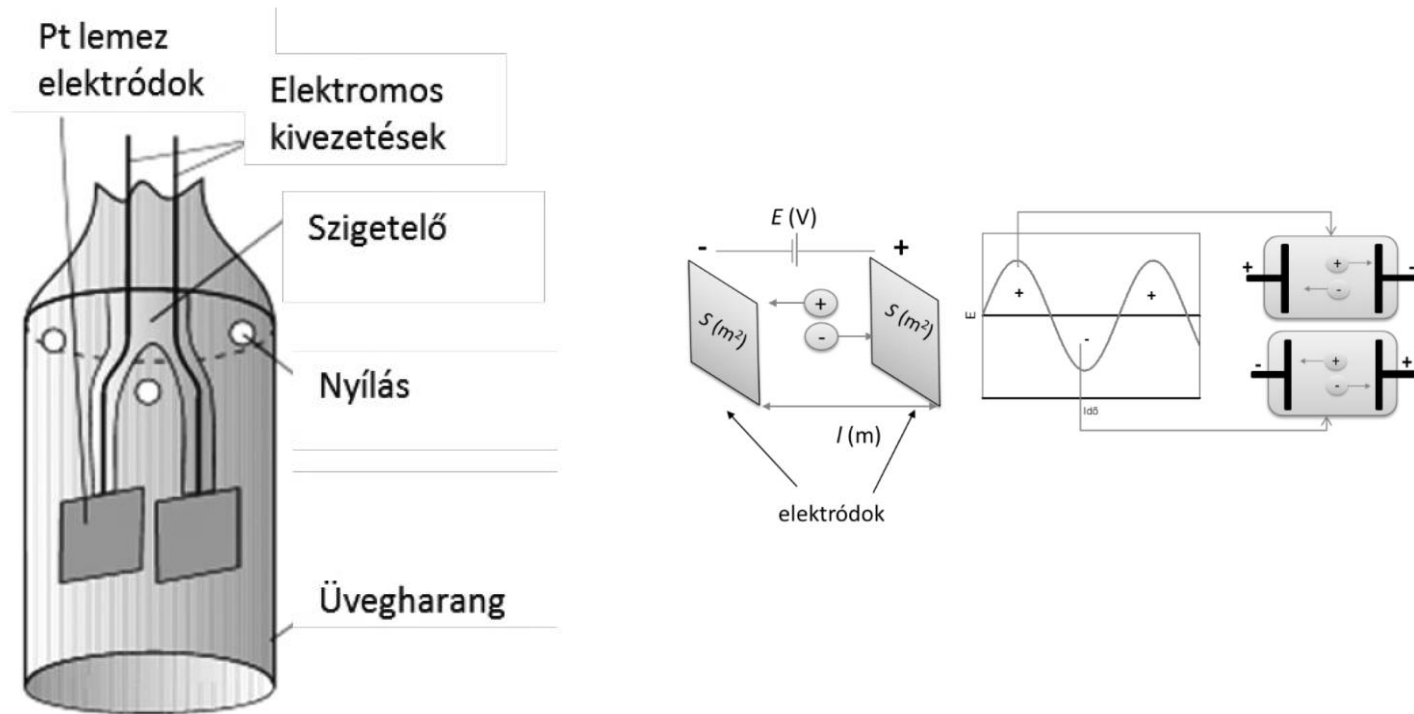 Pt lemez
elektródok
Elektromos
kivezetések
Szigetelő
Nyílás
Üvegharang
E (V)
- +
S (m²)
S (m²)
+
-
l (m)
elektródok
E
+ +
-
Idő
+ -
+
-
- +
+
-